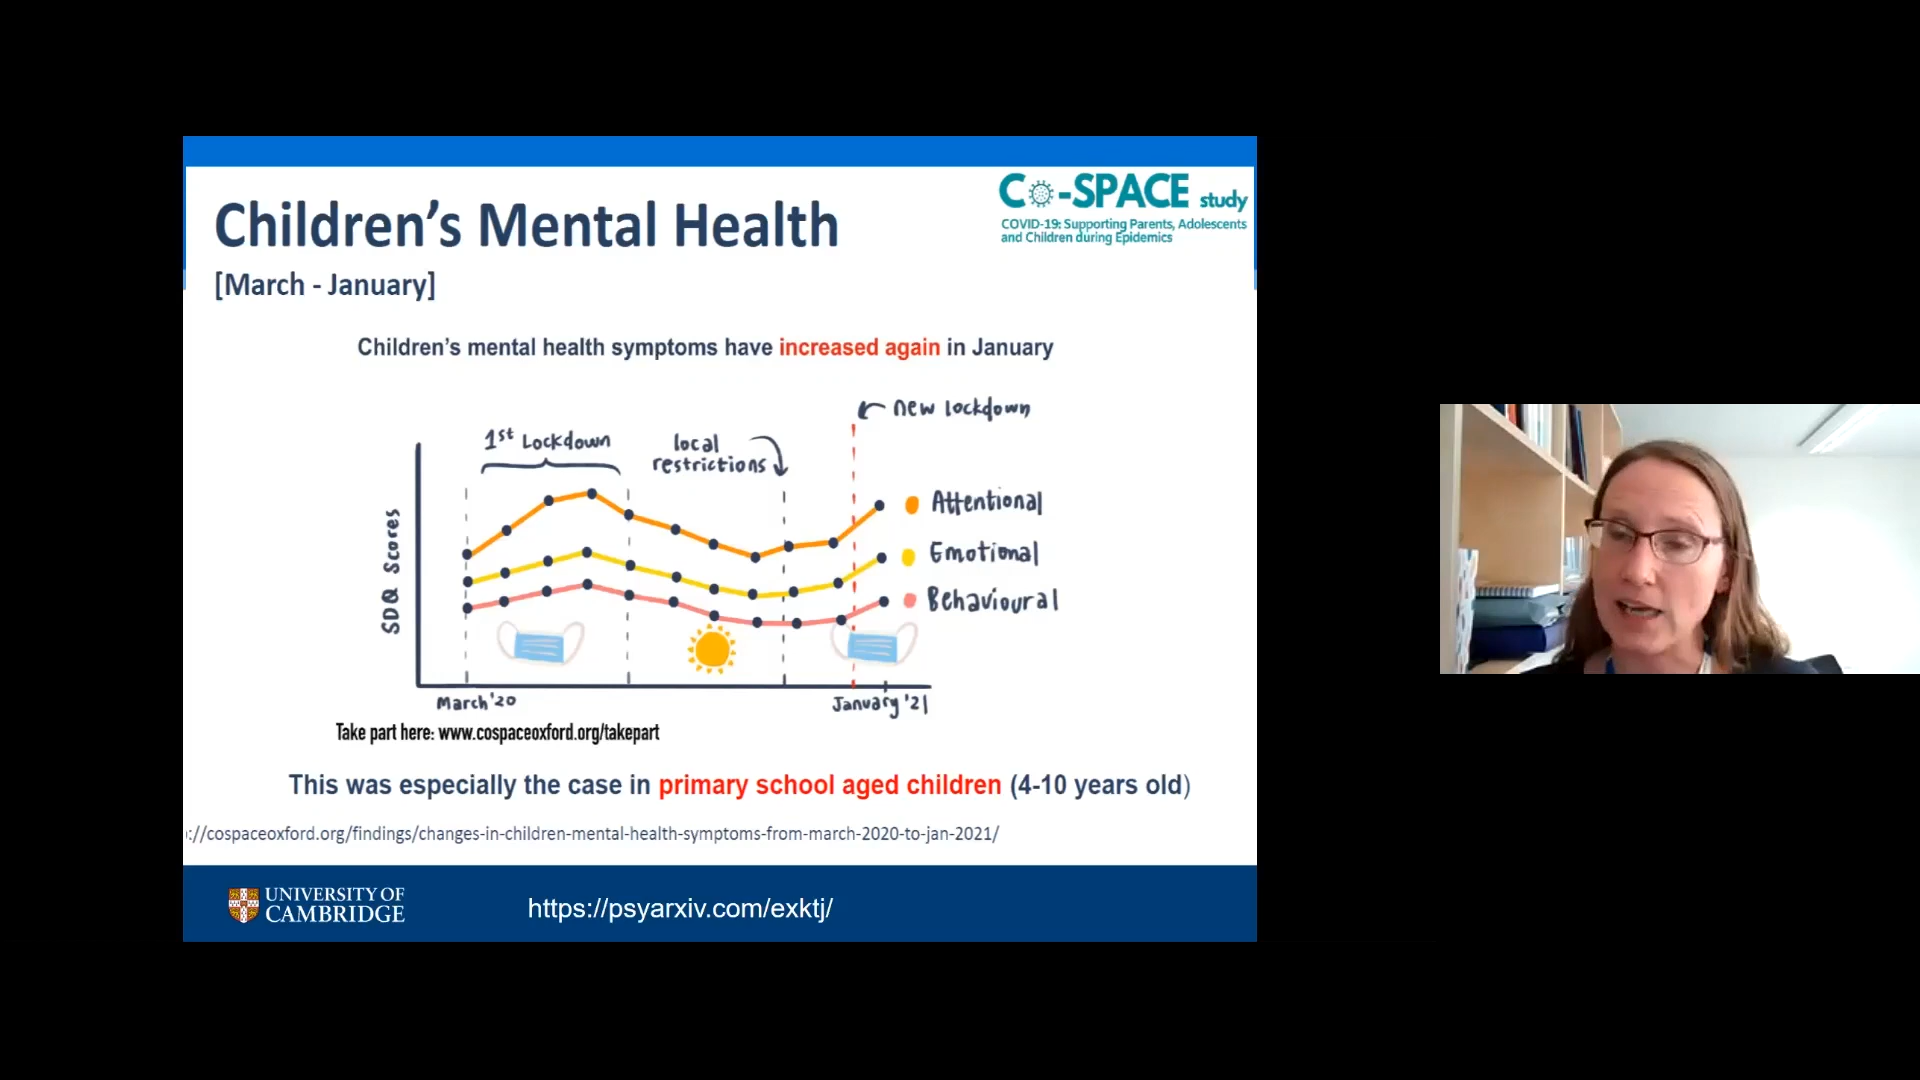 Children's Mental Health
[March - January]
CO-SPACE study
COVID-19: Supporting Parents, Adolescents
and Children during Epidemics
Children's mental health symptoms have increased again in January
new lockdown
1st Lockdown
local
restrictions
SDQ Scores
Attentional
Emotional
Behavioural
March '20
January '21
Take part here: www.cospaceoxford.org/takepart
This was especially the case in primary school aged children (4-10 years old)
://cospaceoxford.org/findings/changes-in-children-mental-health-symptoms-from-march-2020-to-jan-2021/
UNIVERSITY OF
CAMBRIDGE
https://psyarxiv.com/exktj/